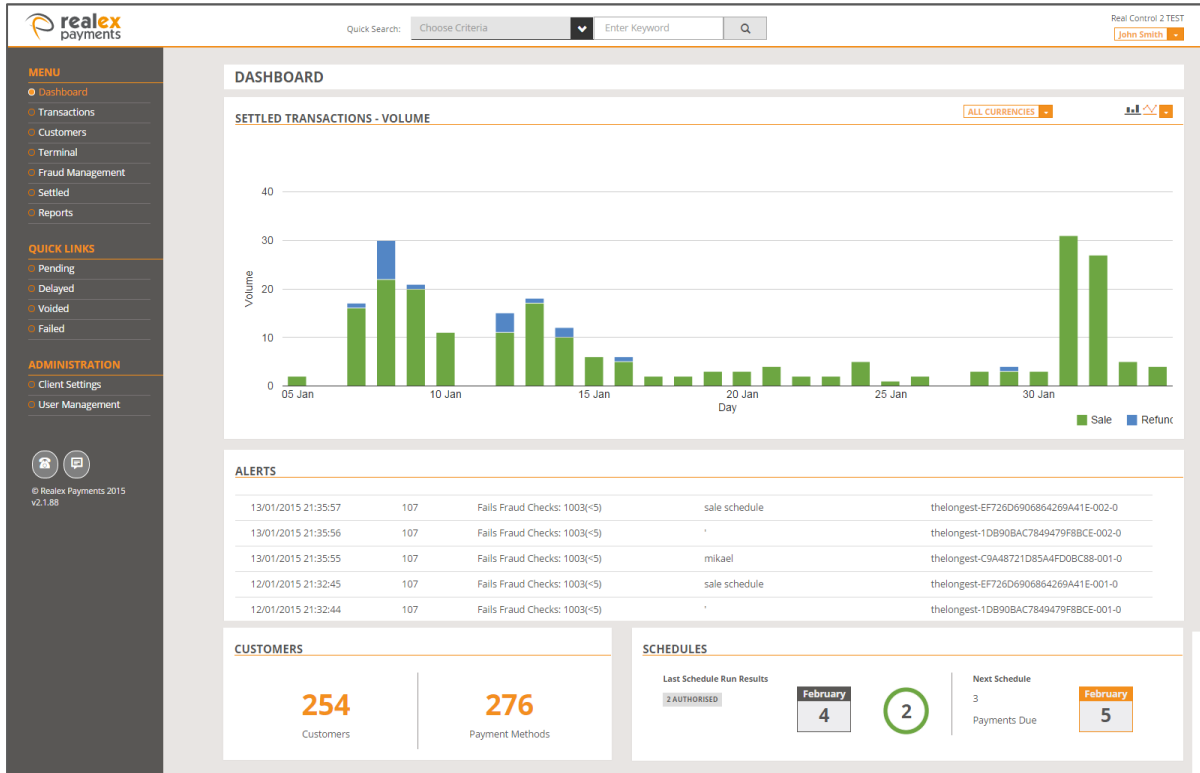 realex
payments
Quick Search:
Choose Criteria
Enter Keyword
Real Control 2 TEST
John Smith
MENU
Dashboard
Transactions
Customers
Terminal
Fraud Management
Settled
Reports
QUICK LINKS
Pending
Delayed
Voided
Failed
ADMINISTRATION
Client Settings
User Management
© Realex Payments 2015
v2.1.88
DASHBOARD
SETTLED TRANSACTIONS - VOLUME
ALL CURRENCIES
40
30
20
10
0
Volume
05 Jan 10 Jan 15 Jan 20 Jan 25 Jan 30 Jan
Day
Sale Refunc
ALERTS
13/01/2015 21:35:57 107 Fails Fraud Checks: 1003(<5) sale schedule thelongest-EF726D6906864269A41E-002-0
13/01/2015 21:35:56 107 Fails Fraud Checks: 1003(<5) ' thelongest-1DB90BAC7849479F8BCE-002-0
13/01/2015 21:35:55 107 Fails Fraud Checks: 1003(<5) mikael thelongest-C9A48721D85A4FD0BC88-001-0
12/01/2015 21:32:45 107 Fails Fraud Checks: 1003(<5) sale schedule thelongest-EF726D6906864269A41E-001-0
12/01/2015 21:32:44 107 Fails Fraud Checks: 1003(<5) ' thelongest-1DB90BAC7849479F8BCE-001-0
CUSTOMERS
254
Customers
276
Payment Methods
SCHEDULES
Last Schedule Run Results
2 AUTHORISED
February
4
2
Next Schedule
3
Payments Due
February
5